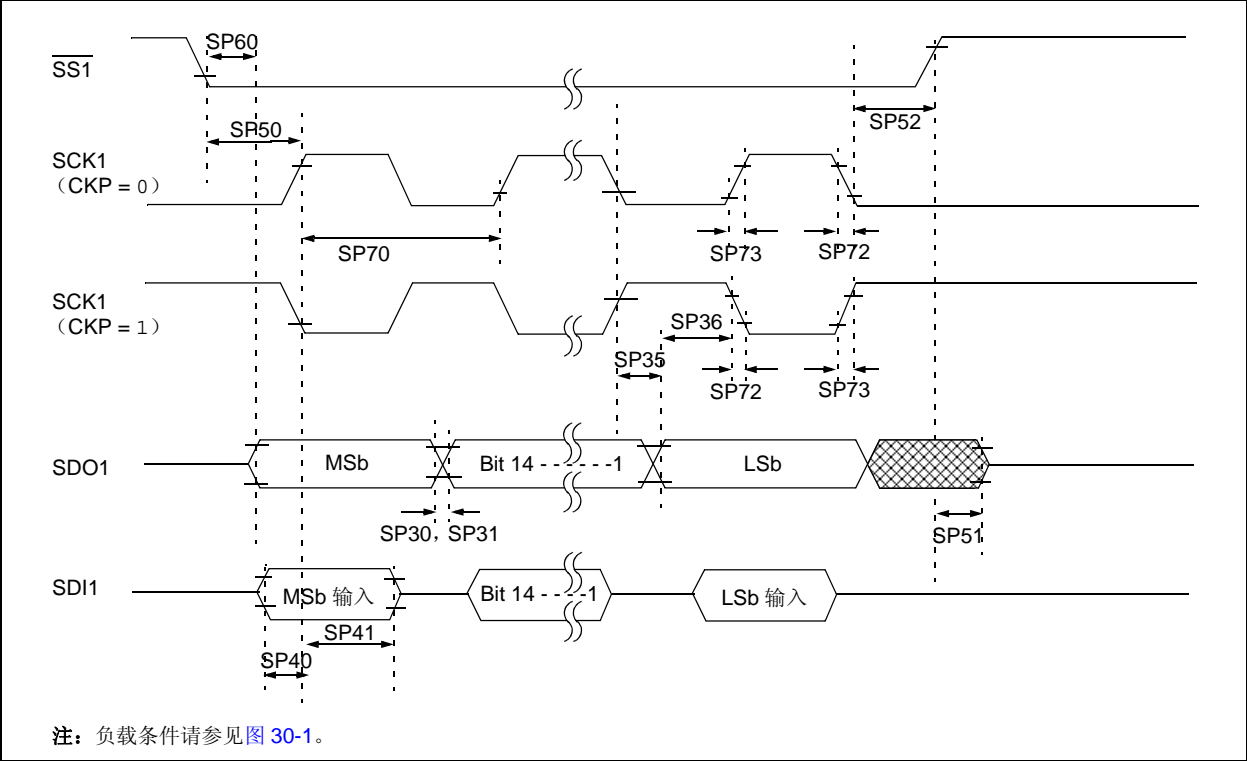 SP60
SS1
SP52
SP50
SCK1
（CKP = 0）
SP70
SP73
SP72
SCK1
（CKP = 1）
SP36
SP35
SP72
SP73
SDO1
MSb
Bit 14 - - - - - -1
LSb
SP30，SP31
SP51
SDI1
MSb 输入
Bit 14 - - - -1
LSb 输入
SP41
SP40
注： 负载条件请参见图 30-1。